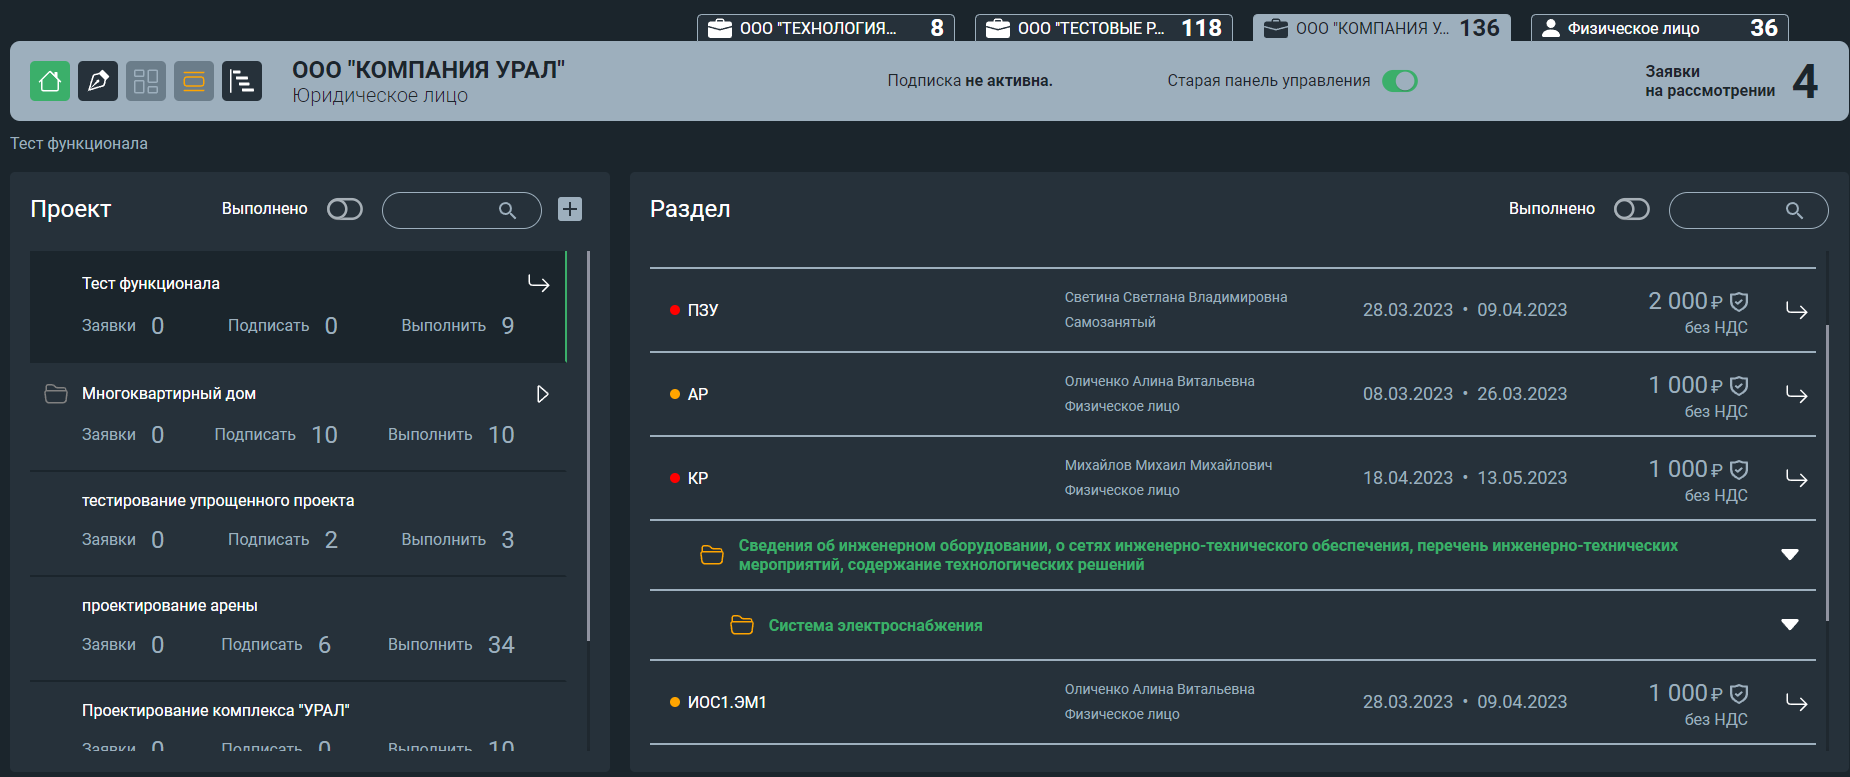 ООО "ТЕХНОЛОГИЯ... 8
ООО "ТЕСТОВЫЕ Р... 118
ООО "КОМПАНИЯ У... 136
Физическое лицо 36
ООО "КОМПАНИЯ УРАЛ"
Юридическое лицо
Подписка не активна.
Старая панель управления
Заявки
на рассмотрении
4
Тест функционала
Проект
Выполнено
Тест функционала
Заявки 0 Подписать 0 Выполнить 9
Многоквартирный дом
Заявки 0 Подписать 10 Выполнить 10
тестирование упрощенного проекта
Заявки 0 Подписать 2 Выполнить 3
проектирование арены
Заявки 0 Подписать 6 Выполнить 34
Проектирование комплекса "УРАЛ"
Заявки 0 Подписать 0 Выполнить 10
Раздел
Выполнено
ПЗУ
Светина Светлана Владимировна
Самозанятый
28.03.2023 • 09.04.2023
2 000 ₽
без НДС
АР
Оличенко Алина Витальевна
Физическое лицо
08.03.2023 • 26.03.2023
1 000 ₽
без НДС
КР
Михайлов Михаил Михайлович
Физическое лицо
18.04.2023 • 13.05.2023
1 000 ₽
без НДС
Сведения об инженерном оборудовании, о сетях инженерно-технического обеспечения, перечень инженерно-технических
мероприятий, содержание технологических решений
Система электроснабжения
ИОС1.ЭМ1
Оличенко Алина Витальевна
Физическое лицо
28.03.2023 • 09.04.2023
1 000 ₽
без НДС